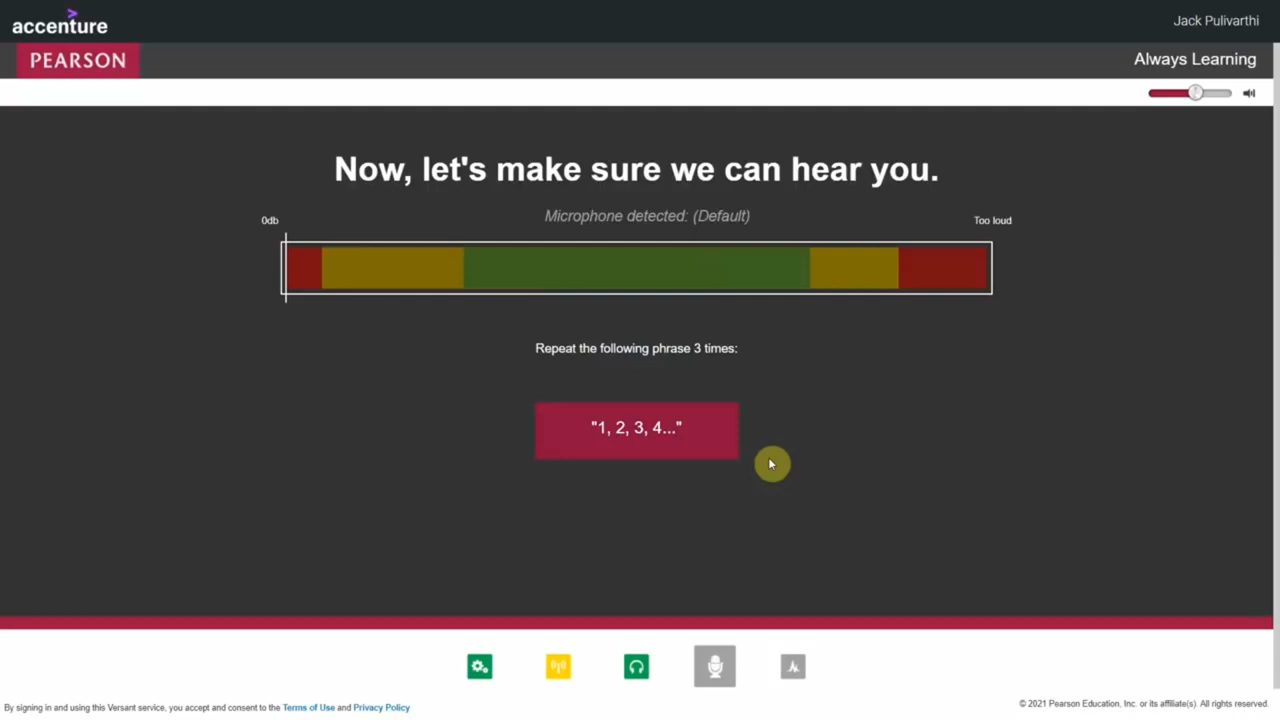 accenture
Jack Pulivarthi
PEARSON
Always Learning
Now, let's make sure we can hear you.
Microphone detected: (Default)
0db
Too loud
Repeat the following phrase 3 times:
"1, 2, 3, 4..."
By signing in and using this Versant service, you accept and consent to the Terms of Use and Privacy Policy
© 2021 Pearson Education, Inc. or its affiliate(s). All rights reserved.